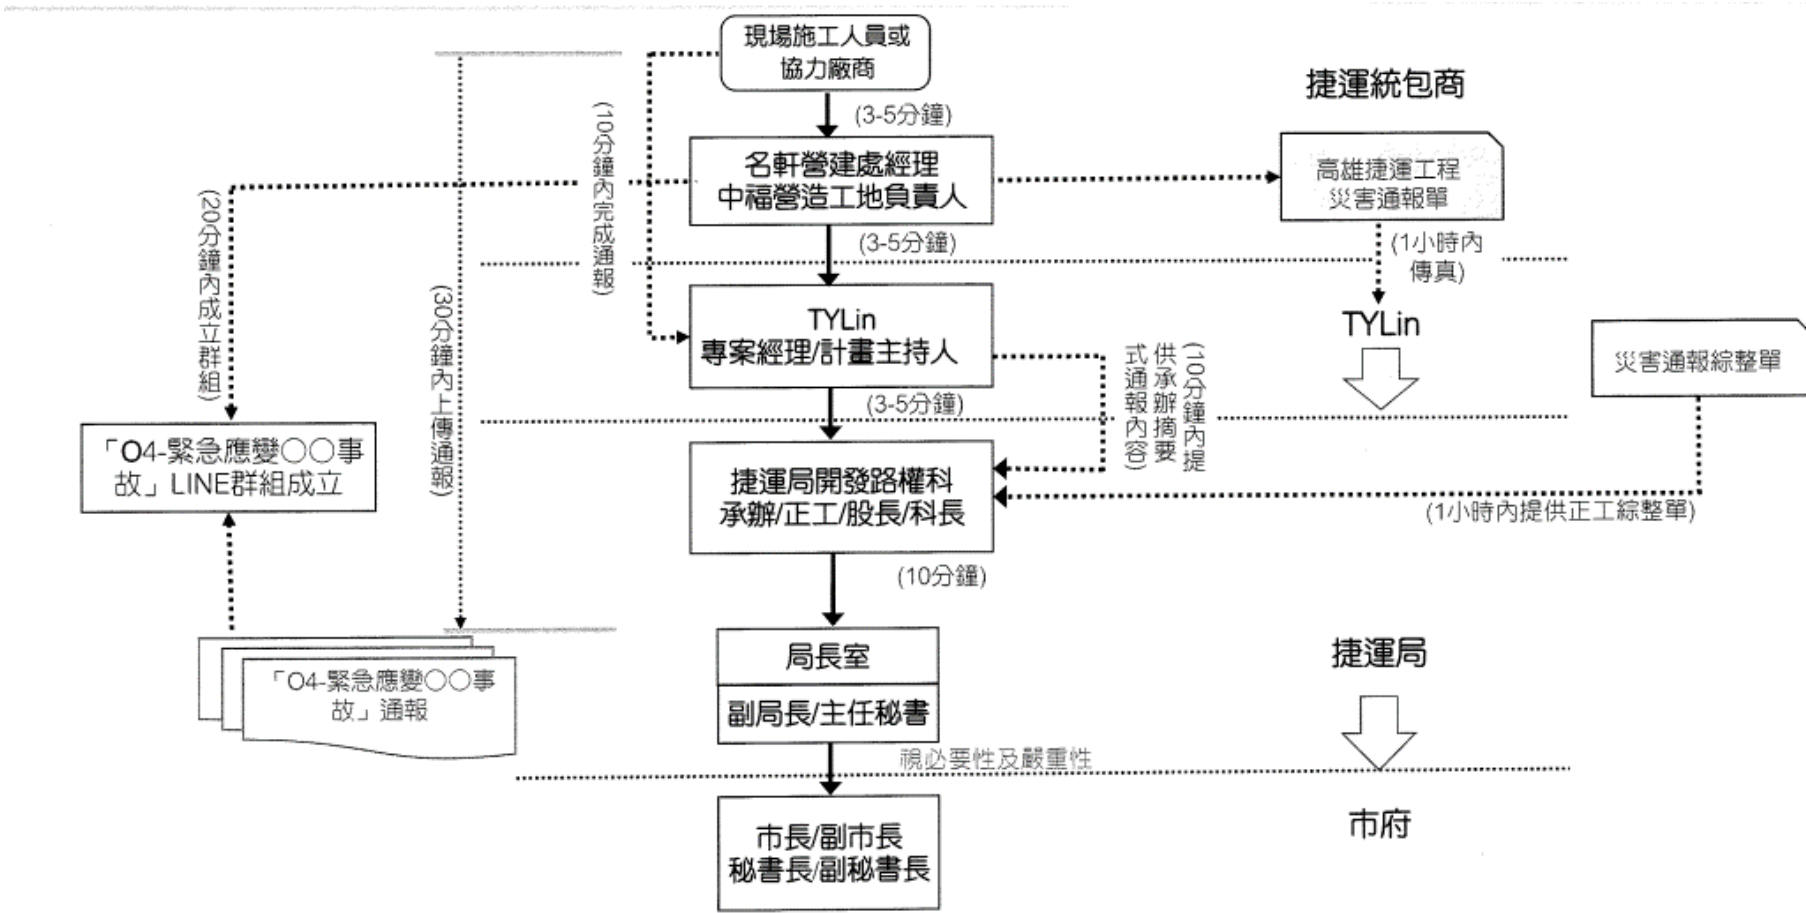 現場施工人員或
協力廠商
捷運統包商
(3-5分鐘)
名軒營建處經理
中福營造工地負責人
高雄捷運工程
災害通報單
(10分鐘內完成通報)
(20分鐘內成立群組)
(30分鐘內上傳通報)
(3-5分鐘)
(1小時內
傳真)
TYLin
專案經理/計畫主持人
TYLin
災害通報綜整單
(10分鐘內提
供承辦摘要
式通報內容)
(3-5分鐘)
「O4-緊急應變○○事
故」LINE群組成立
捷運局開發路權科
承辦/正工/股長/科長
(1小時內提供正工綜整單)
(10分鐘)
局長室
副局長/主任秘書
捷運局
「O4-緊急應變○○事
故」通報
視必要性及嚴重性
市長/副市長
秘書長/副秘書長
市府